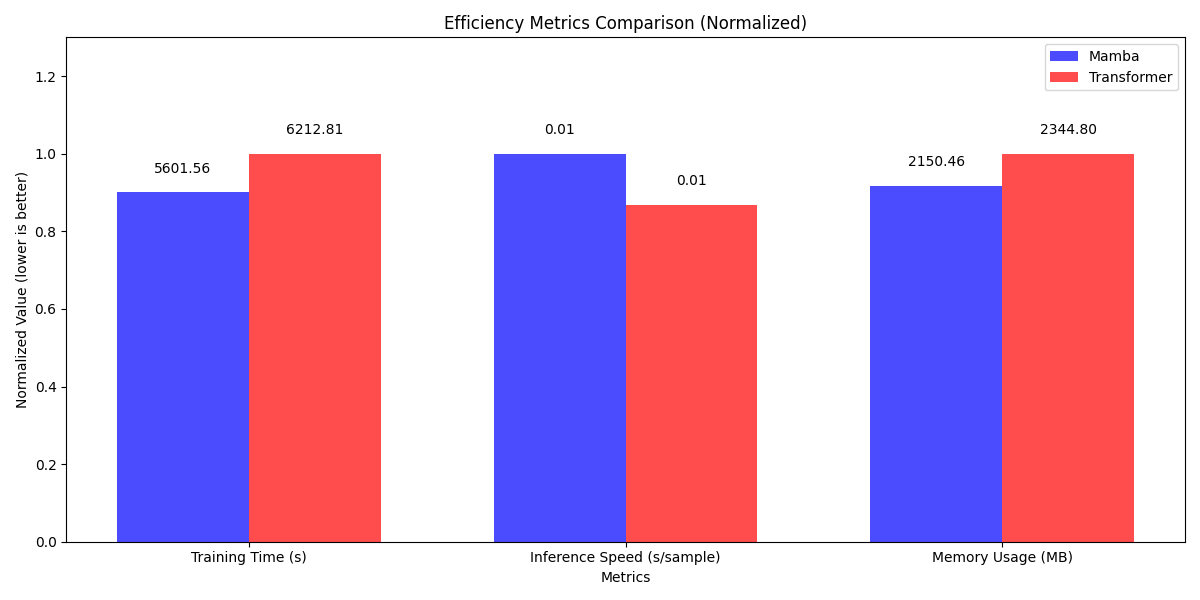 Efficiency Metrics Comparison (Normalized)
Mamba
Transformer
Normalized Value (lower is better)
1.2
1.0
0.8
0.6
0.4
0.2
0.0
5601.56
6212.81
0.01
0.01
2150.46
2344.80
Training Time (s)
Inference Speed (s/sample)
Memory Usage (MB)
Metrics